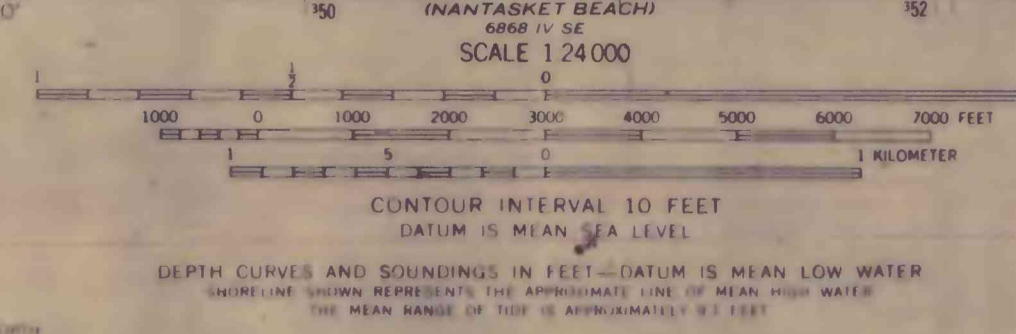 0' 350 (NANTASKET BEACH) 352
6868 IV SE
SCALE 1 24 000
1 1/2 0
1000 0 1000 2000 3000 4000 5000 6000 7000 FEET
1 5 0 1 KILOMETER
CONTOUR INTERVAL 10 FEET
DATUM IS MEAN SEA LEVEL
DEPTH CURVES AND SOUNDINGS IN FEET—DATUM IS MEAN LOW WATER
SHORELINE SHOWN REPRESENTS THE APPROXIMATE LINE OF MEAN HIGH WATER
THE MEAN RANGE OF TIDE IS APPROXIMATELY FEET